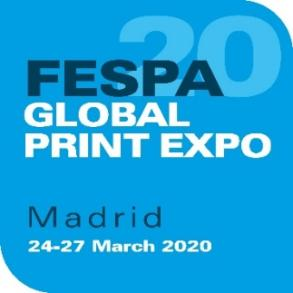 FESPA 20
GLOBAL
PRINT EXPO
Madrid
24-27 March 2020